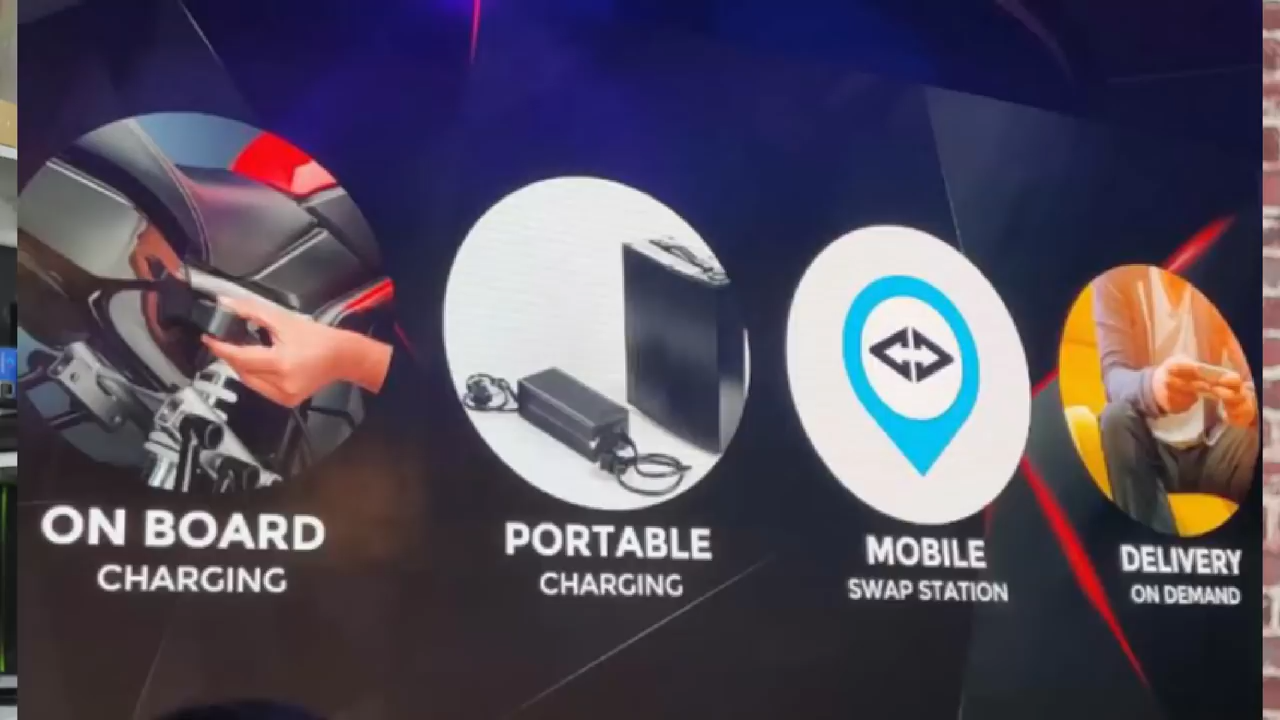 ON BOARD
CHARGING
PORTABLE
CHARGING
MOBILE
SWAP STATION
DELIVERY
ON DEMAND